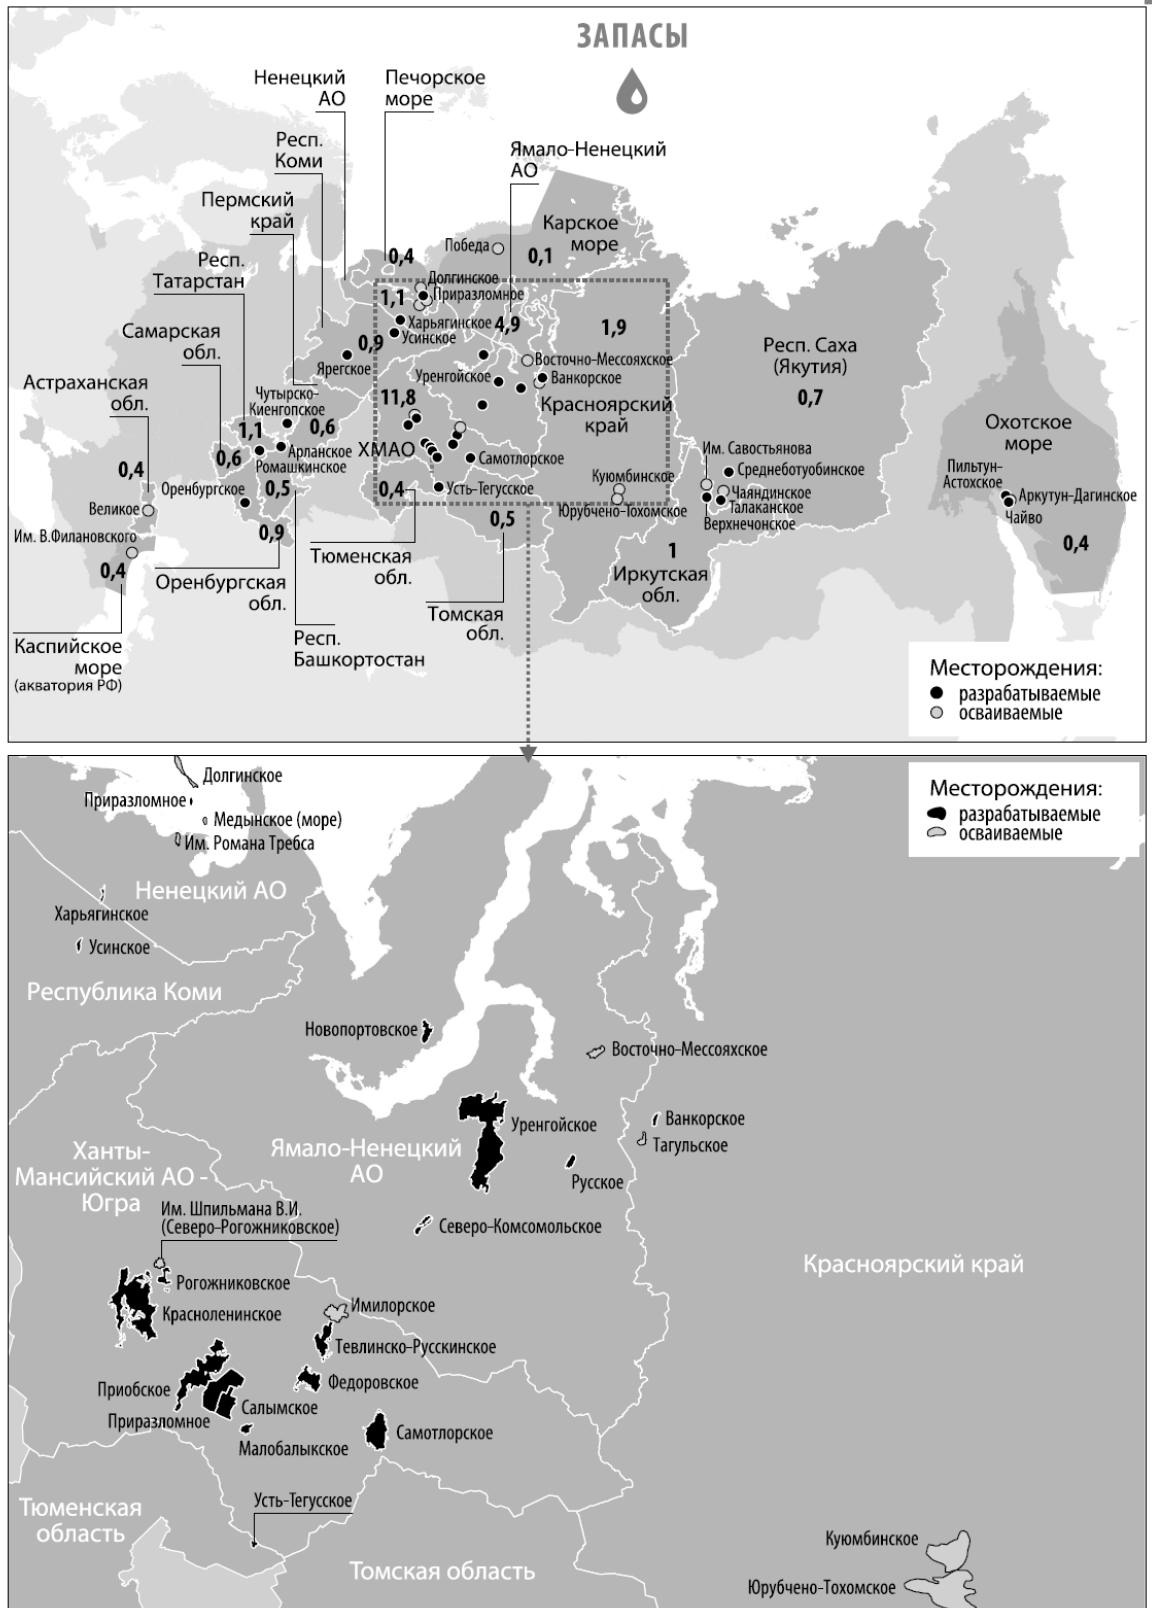 ЗАПАСЫ
Ненецкий
АО
Печорское
море
Респ.
Коми
Ямало-Ненецкий
АО
Пермский
край
Карское
море
Победа
0,4
0,1
Респ.
Татарстан
Долгинское
1,1
Приразломное
Самарская
обл.
Харьягинское
4,9
1,9
Усинское
0,9
Респ. Саха
(Якутия)
0,7
Ярегское
Восточно-Мессояхское
Уренгойское
Ванкорское
Астраханская
обл.
Чутырско-
Киенгопское
11,8
Красноярский
край
1,1
0,6
Охотское
море
0,6
Арланское
Ромашкинское
ХМАО
Самотлорское
Им. Савостьянова
Среднеботуобинское
Пильтун-
Астохское
0,4
Оренбургское
0,5
0,4
Усть-Тегусское
Куюмбинское
Чаяндинское
Аркутун-Дагинское
Великое
Юрубчено-Тохомское
Талаканское
Чайво
Верхнечонское
0,5
0,9
Им. В.Филановского
0,4
Тюменская
обл.
1
Иркутская
обл.
0,4
Оренбургская
обл.
Томская
обл.
Респ.
Башкортостан
Каспийское
море
(акватория РФ)
Месторождения:
разрабатываемые
осваиваемые
Долгинское
Приразломное
Медынское (море)
Им. Романа Требса
Месторождения:
разрабатываемые
осваиваемые
Ненецкий АО
Харьягинское
Усинское
Республика Коми
Новопортовское
Восточно-Мессояхское
Уренгойское
Ванкорское
Тагульское
Ханты-
Мансийский АО -
Югра
Ямало-Ненецкий
АО
Русское
Им. Шпильмана В.И.
(Северо-Рогожниковское)
Северо-Комсомольское
Красноярский край
Рогожниковское
Красноленинское
Имилорское
Тевлинско-Русскинское
Федоровское
Приобское
Салымское
Приразломное
Малобалыкское
Самотлорское
Тюменская
область
Усть-Тегусское
Томская область
Куюмбинское
Юрубчено-Тохомское